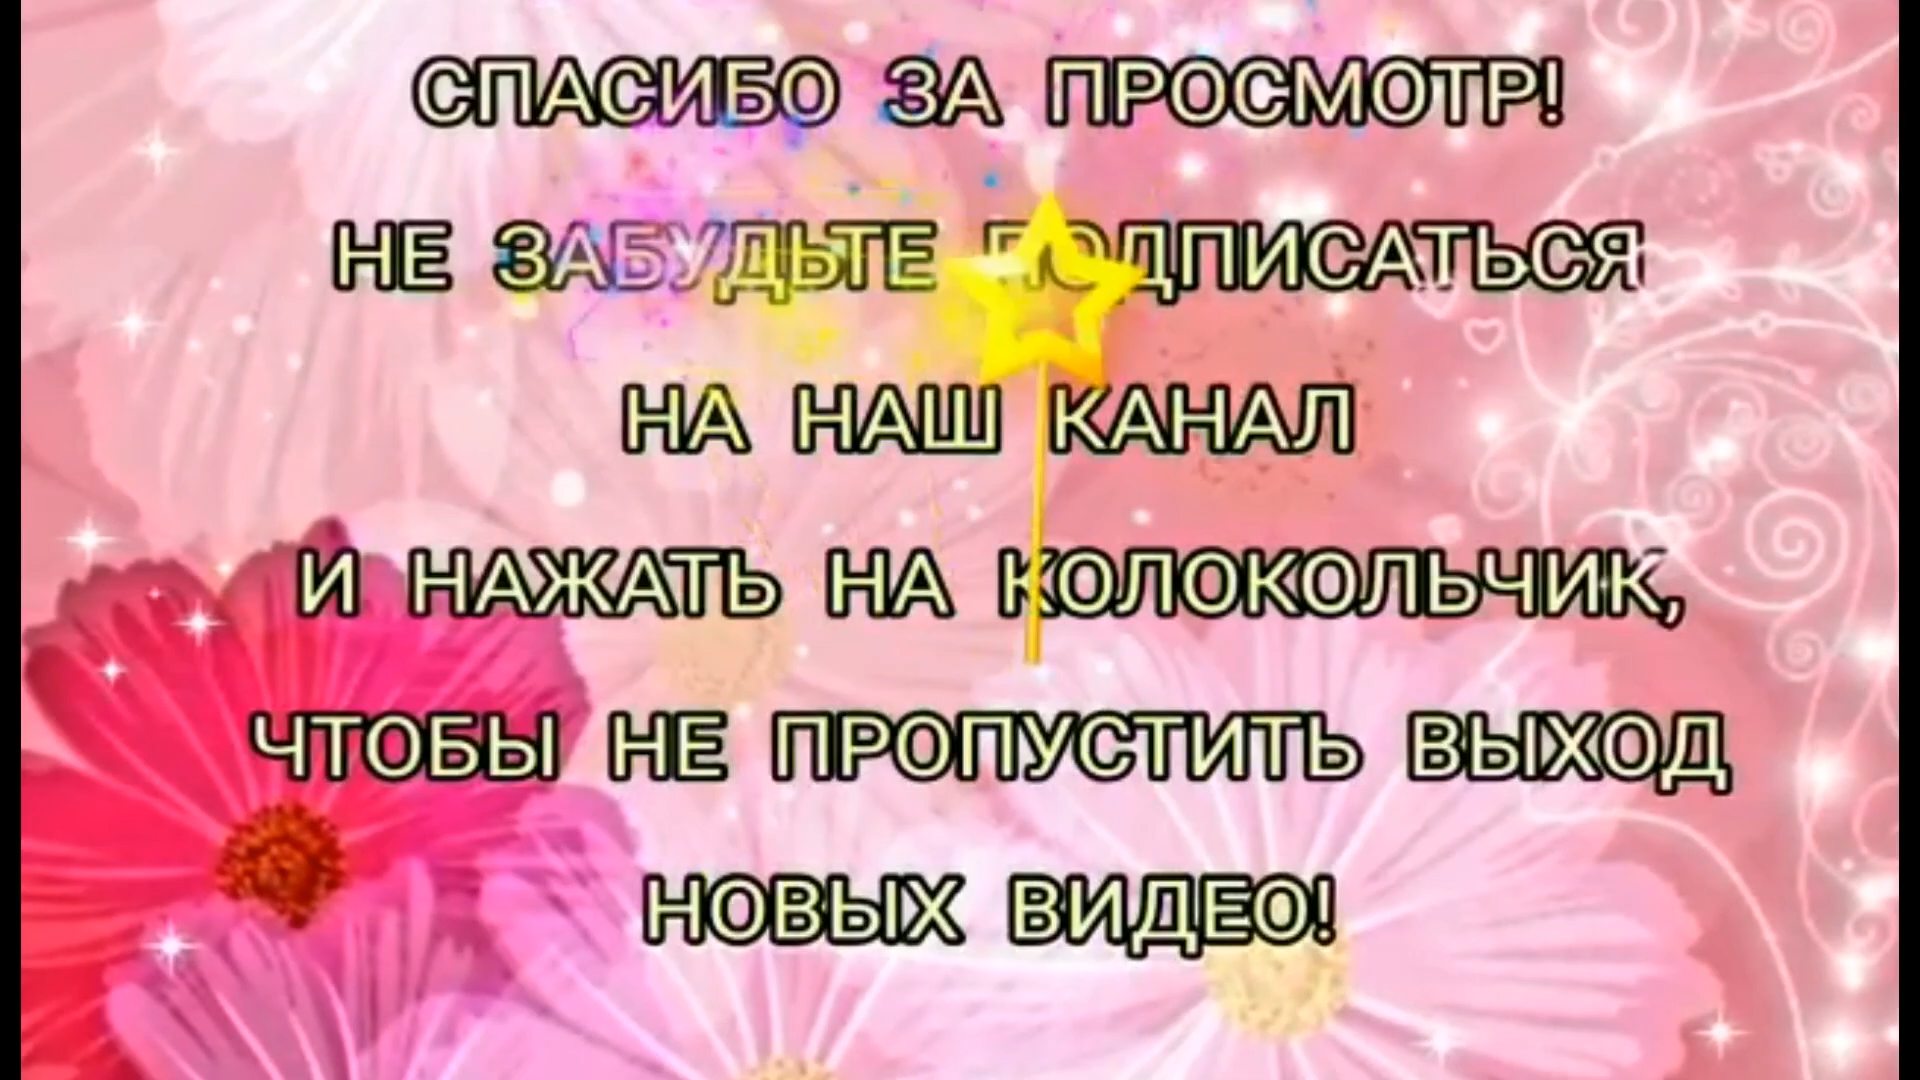 СПАСИБО ЗА ПРОСМОТР!
НЕ ЗАБУДЬТЕ ПОДПИСАТЬСЯ
НА НАШ КАНАЛ
И НАЖАТЬ НА КОЛОКОЛЬЧИК,
ЧТОБЫ НЕ ПРОПУСТИТЬ ВЫХОД
НОВЫХ ВИДЕО!